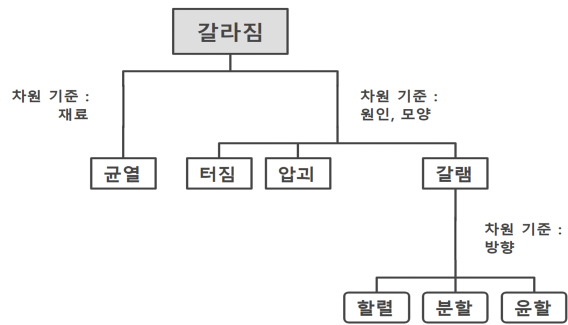 갈라짐
차원 기준 :
재료
차원 기준 :
원인, 모양
균열
터짐
압괴
갈램
차원 기준 :
방향
할렬
분할
윤할